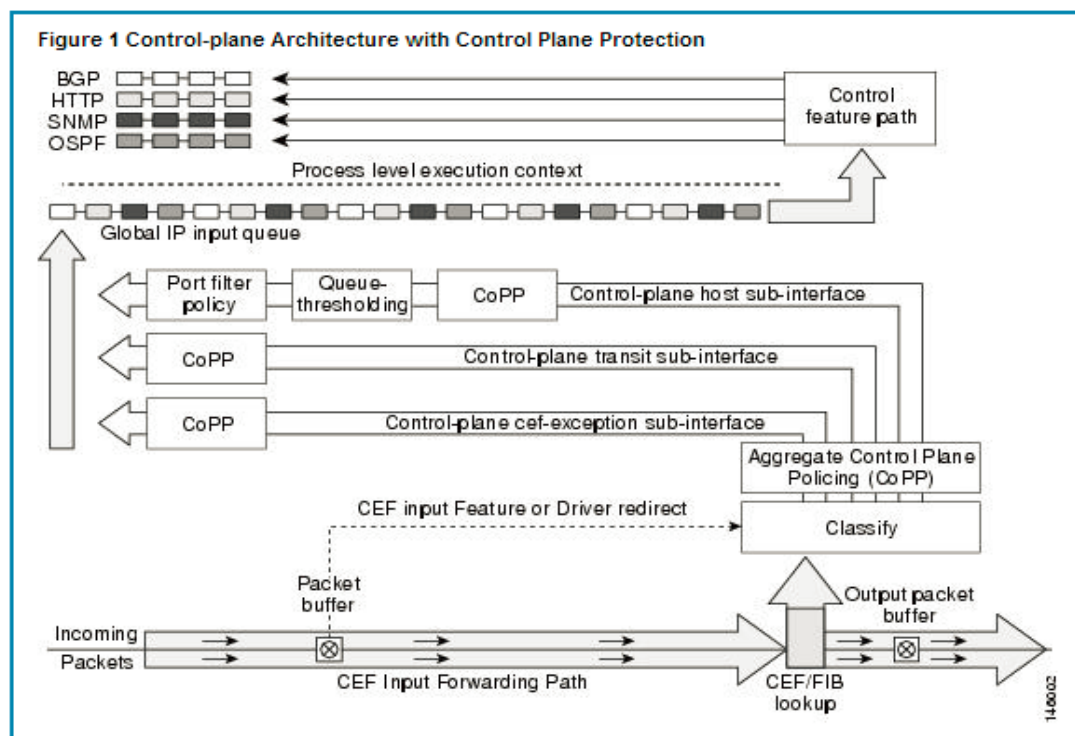 Figure 1 Control-plane Architecture with Control Plane Protection
BGP
HTTP
SNMP
OSPF
Control
feature path
Process level execution context
Global IP input queue
Port filter
policy
Queue-
thresholding
CoPP
Control-plane host sub-interface
CoPP
Control-plane transit sub-interface
CoPP
Control-plane cef-exception sub-interface
Aggregate Control Plane
Policing (CoPP)
CEF input Feature or Driver redirect
Classify
Packet
buffer
Output packet
buffer
Incoming
Packets
CEF Input Forwarding Path
CEF/FIB
lookup
146002